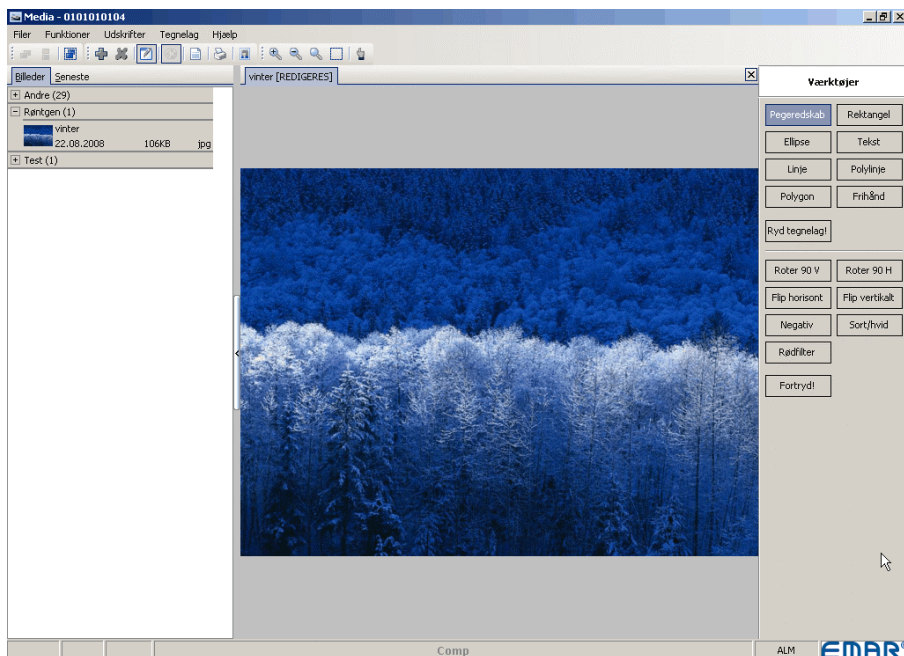 Media - 0101010104
Filer Funktioner Udskrifter Tegnelag Hjælp
Billeder Seneste
vinter [REDIGERES]
Andre (29)
Røntgen (1)
vinter
22.08.2008 106KB jpg
Test (1)
Værktøjer
Pegeredskab Rektangel
Ellipse Tekst
Linje Polylinje
Polygon Frihånd
Ryd tegnelag!
Roter 90 V Roter 90 H
Flip horisont Flip vertikalt
Negativ Sort/hvid
Rødfilter
Fortryd!
Comp ALM EMAR®